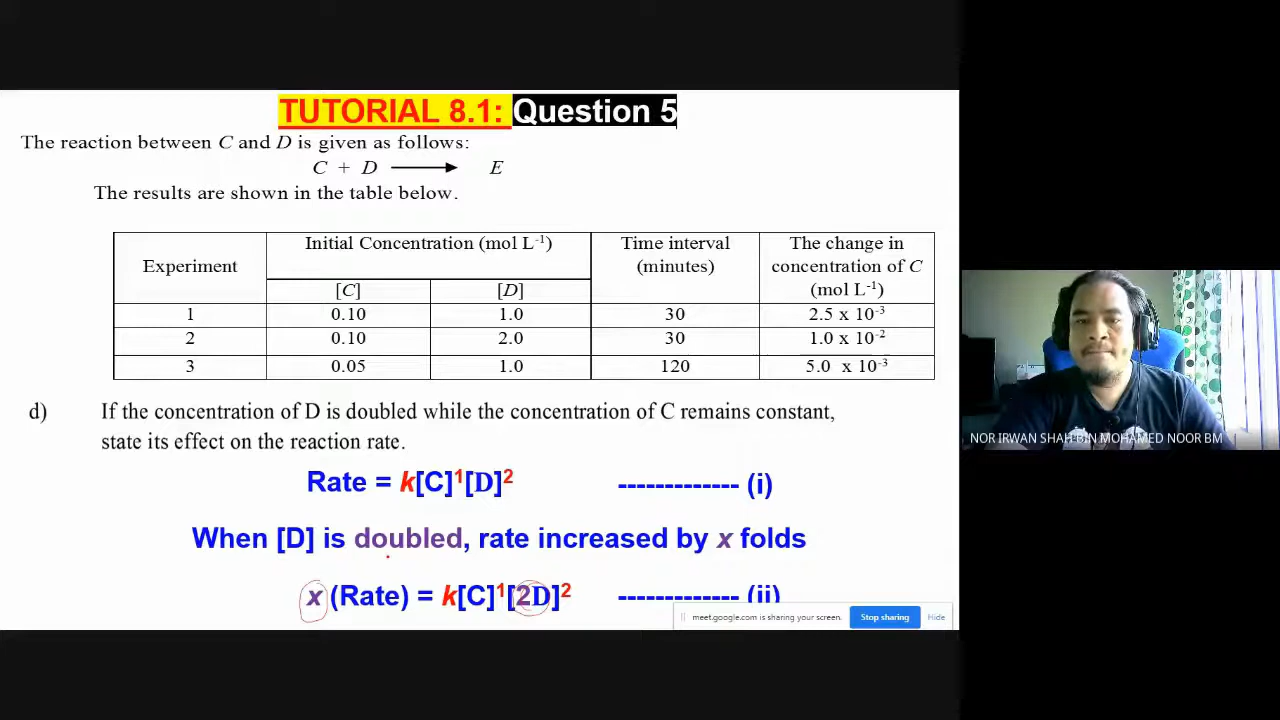 TUTORIAL 8.1: Question 5
The reaction between C and D is given as follows:
C + D ⟶ E
The results are shown in the table below.
Experiment Initial Concentration (mol L⁻¹) Time interval (minutes) The change in concentration of C (mol L⁻¹)
[C] [D]
1 0.10 1.0 30 2.5 x 10⁻³
2 0.10 2.0 30 1.0 x 10⁻²
3 0.05 1.0 120 5.0 x 10⁻³
d) If the concentration of D is doubled while the concentration of C remains constant,
state its effect on the reaction rate.
Rate = k[C]¹[D]² ------------- (i)
When [D] is doubled, rate increased by x folds
x (Rate) = k[C]¹[2D]² ------------- (ii)
meet.google.com is sharing your screen. Stop sharing Hide
NOR IRWAN SHAH BIN MOHAMED NOOR BM